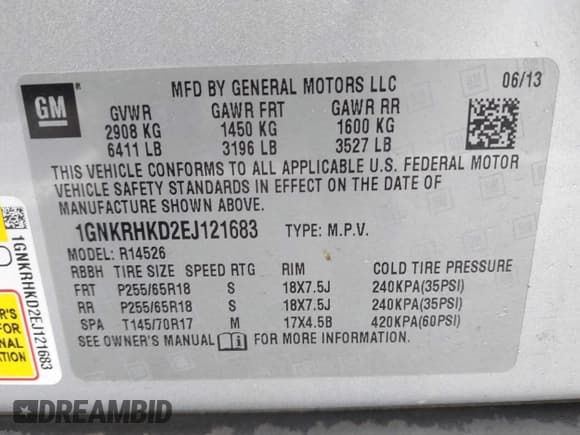 MFD BY GENERAL MOTORS LLC
06/13
GM
GVWR GAWR FRT GAWR RR
2908 KG 1450 KG 1600 KG
6411 LB 3196 LB 3527 LB
THIS VEHICLE CONFORMS TO ALL APPLICABLE U.S. FEDERAL MOTOR
VEHICLE SAFETY STANDARDS IN EFFECT ON THE DATE OF
MANUFACTURE SHOWN ABOVE.
1GNKRHKD2EJ121683 TYPE: M.P.V.
MODEL: R14526
RBBH TIRE SIZE SPEED RTG RIM COLD TIRE PRESSURE
FRT P255/65R18 S 18X7.5J 240KPA(35PSI)
RR P255/65R18 S 18X7.5J 240KPA(35PSI)
SPA T145/70R17 M 17X4.5B 420KPA(60PSI)
SEE OWNER'S MANUAL FOR MORE INFORMATION.
1GNKRHKD2EJ121683
ER'S
FOR
NAL
ATION
DREAMBID